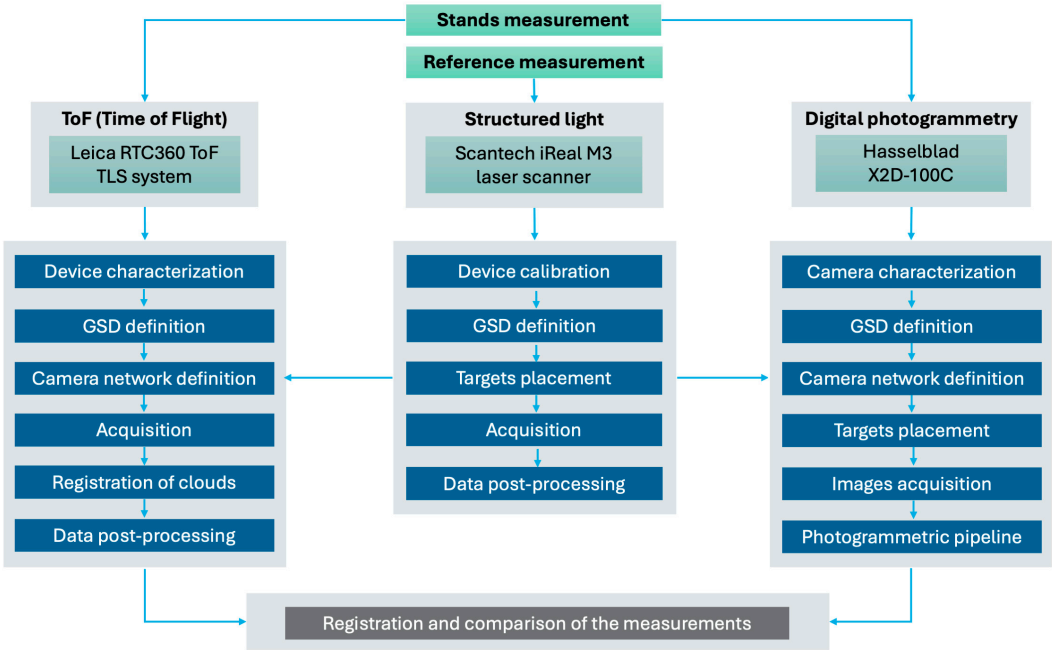 Stands measurement
Reference measurement
ToF (Time of Flight)
Leica RTC360 ToF
TLS system
Device characterization
GSD definition
Camera network definition
Acquisition
Registration of clouds
Data post-processing
Structured light
Scantech iReal M3
laser scanner
Device calibration
GSD definition
Targets placement
Acquisition
Data post-processing
Digital photogrammetry
Hasselblad
X2D-100C
Camera characterization
GSD definition
Camera network definition
Targets placement
Images acquisition
Photogrammetric pipeline
Registration and comparison of the measurements